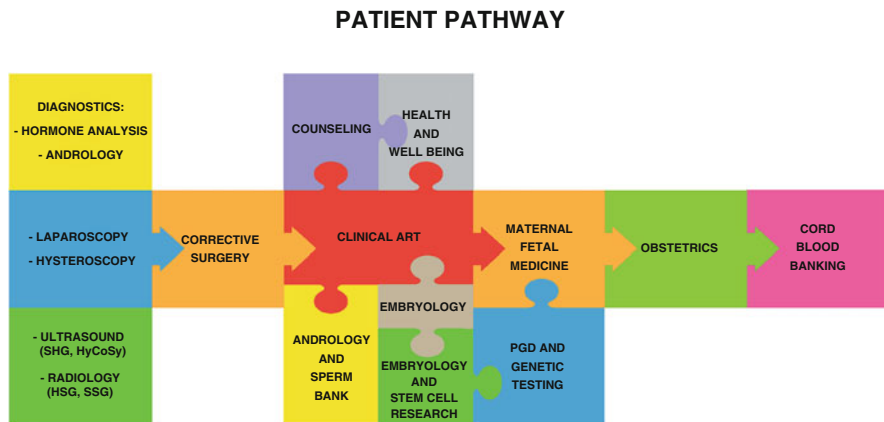 PATIENT PATHWAY
DIAGNOSTICS:
- HORMONE ANALYSIS
- ANDROLOGY
- LAPAROSCOPY
- HYSTEROSCOPY
- ULTRASOUND
(SHG, HyCoSy)
- RADIOLOGY
(HSG, SSG)
CORRECTIVE
SURGERY
COUNSELING
HEALTH
AND
WELL BEING
CLINICAL ART
ANDROLOGY
AND
SPERM
BANK
EMBRYOLOGY
EMBRYOLOGY
AND
STEM CELL
RESEARCH
MATERNAL
FETAL
MEDICINE
PGD AND
GENETIC
TESTING
OBSTETRICS
CORD
BLOOD
BANKING